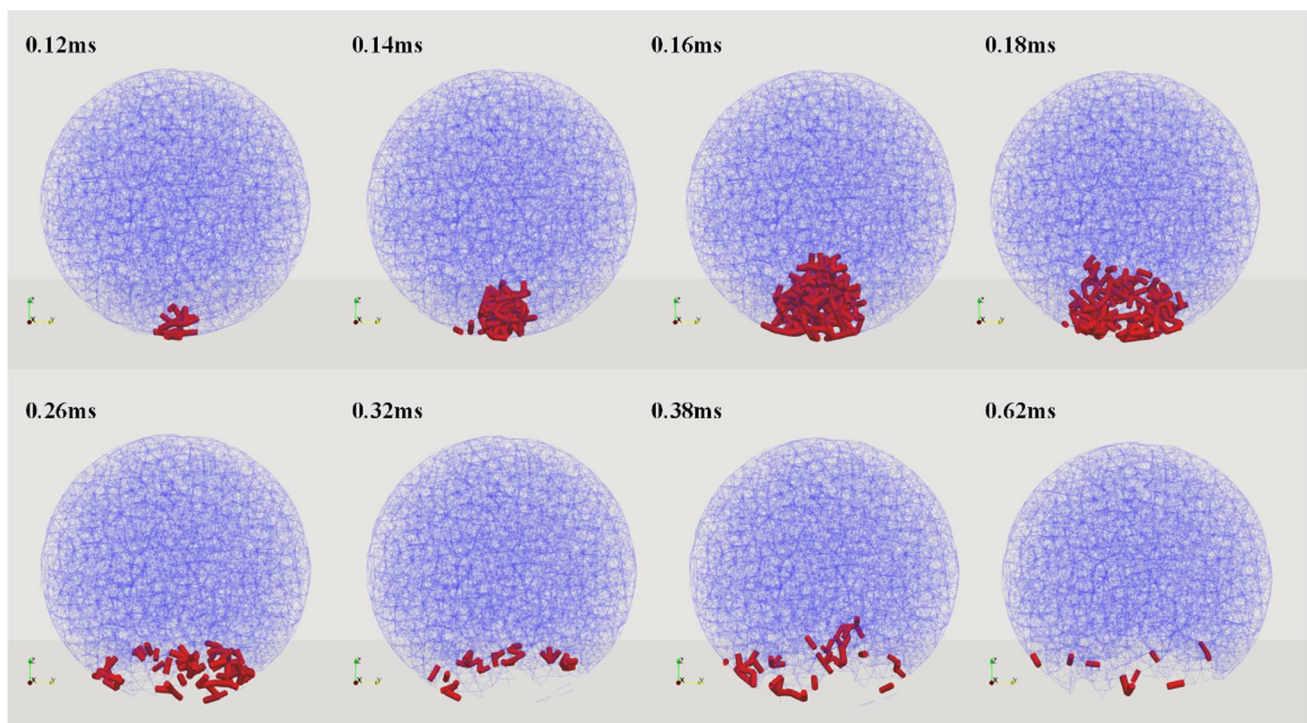 0.12ms 0.14ms 0.16ms 0.18ms
Z Z Z Z
X Y X Y X Y X Y
0.26ms 0.32ms 0.38ms 0.62ms
Z Z Z Z
X Y X Y X Y X Y